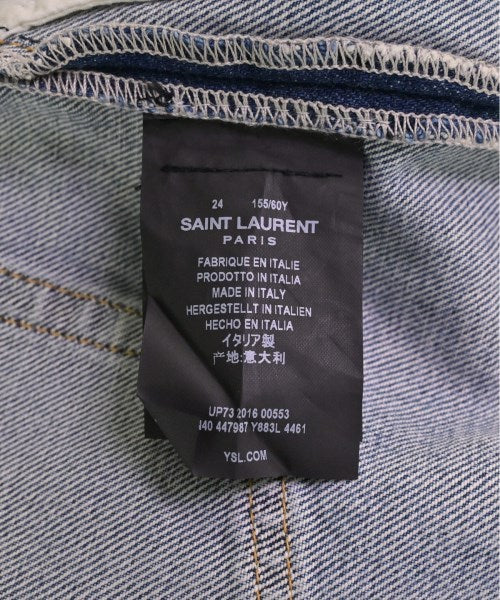 24 155/60Y
SAINT LAURENT
PARIS
FABRIQUE EN ITALIE
PRODOTTO IN ITALIA
MADE IN ITALY
HERGESTELLT IN ITALIEN
HECHO EN ITALIA
イタリア製
产地:意大利
UP73 2016 00553
I40 447987 Y883L 4461
YSL.COM